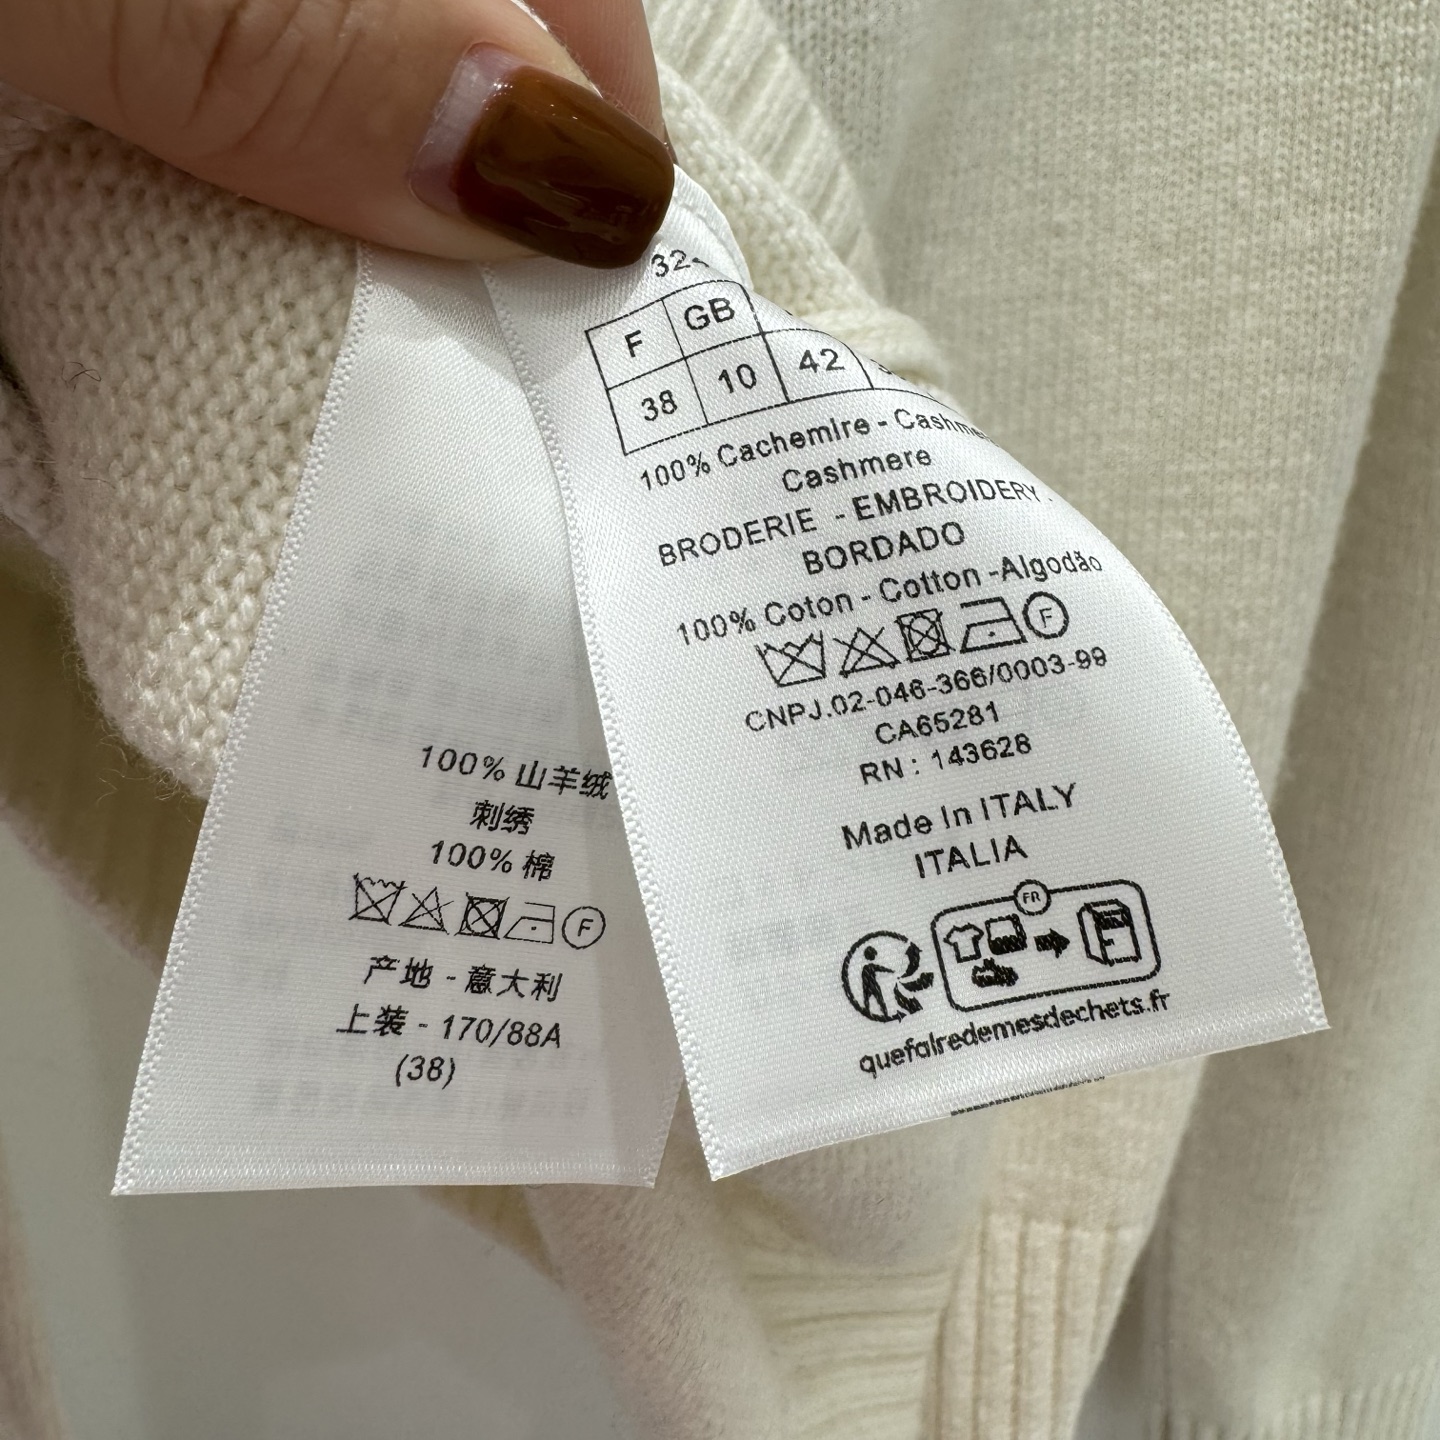 F GB
38 10 42
100% Cachemire - Cashmere
Cashmere
BRODERIE - EMBROIDERY -
BORDADO
100% Coton - Cotton -Algodão
F
CNPJ.02-046-366/0003-99
CA65281
RN : 143628
Made In ITALY
ITALIA
FR
quefairedemesdechets.fr
100% 山羊绒
刺绣
100% 棉
F
产地 - 意大利
上装 - 170/88A
(38)